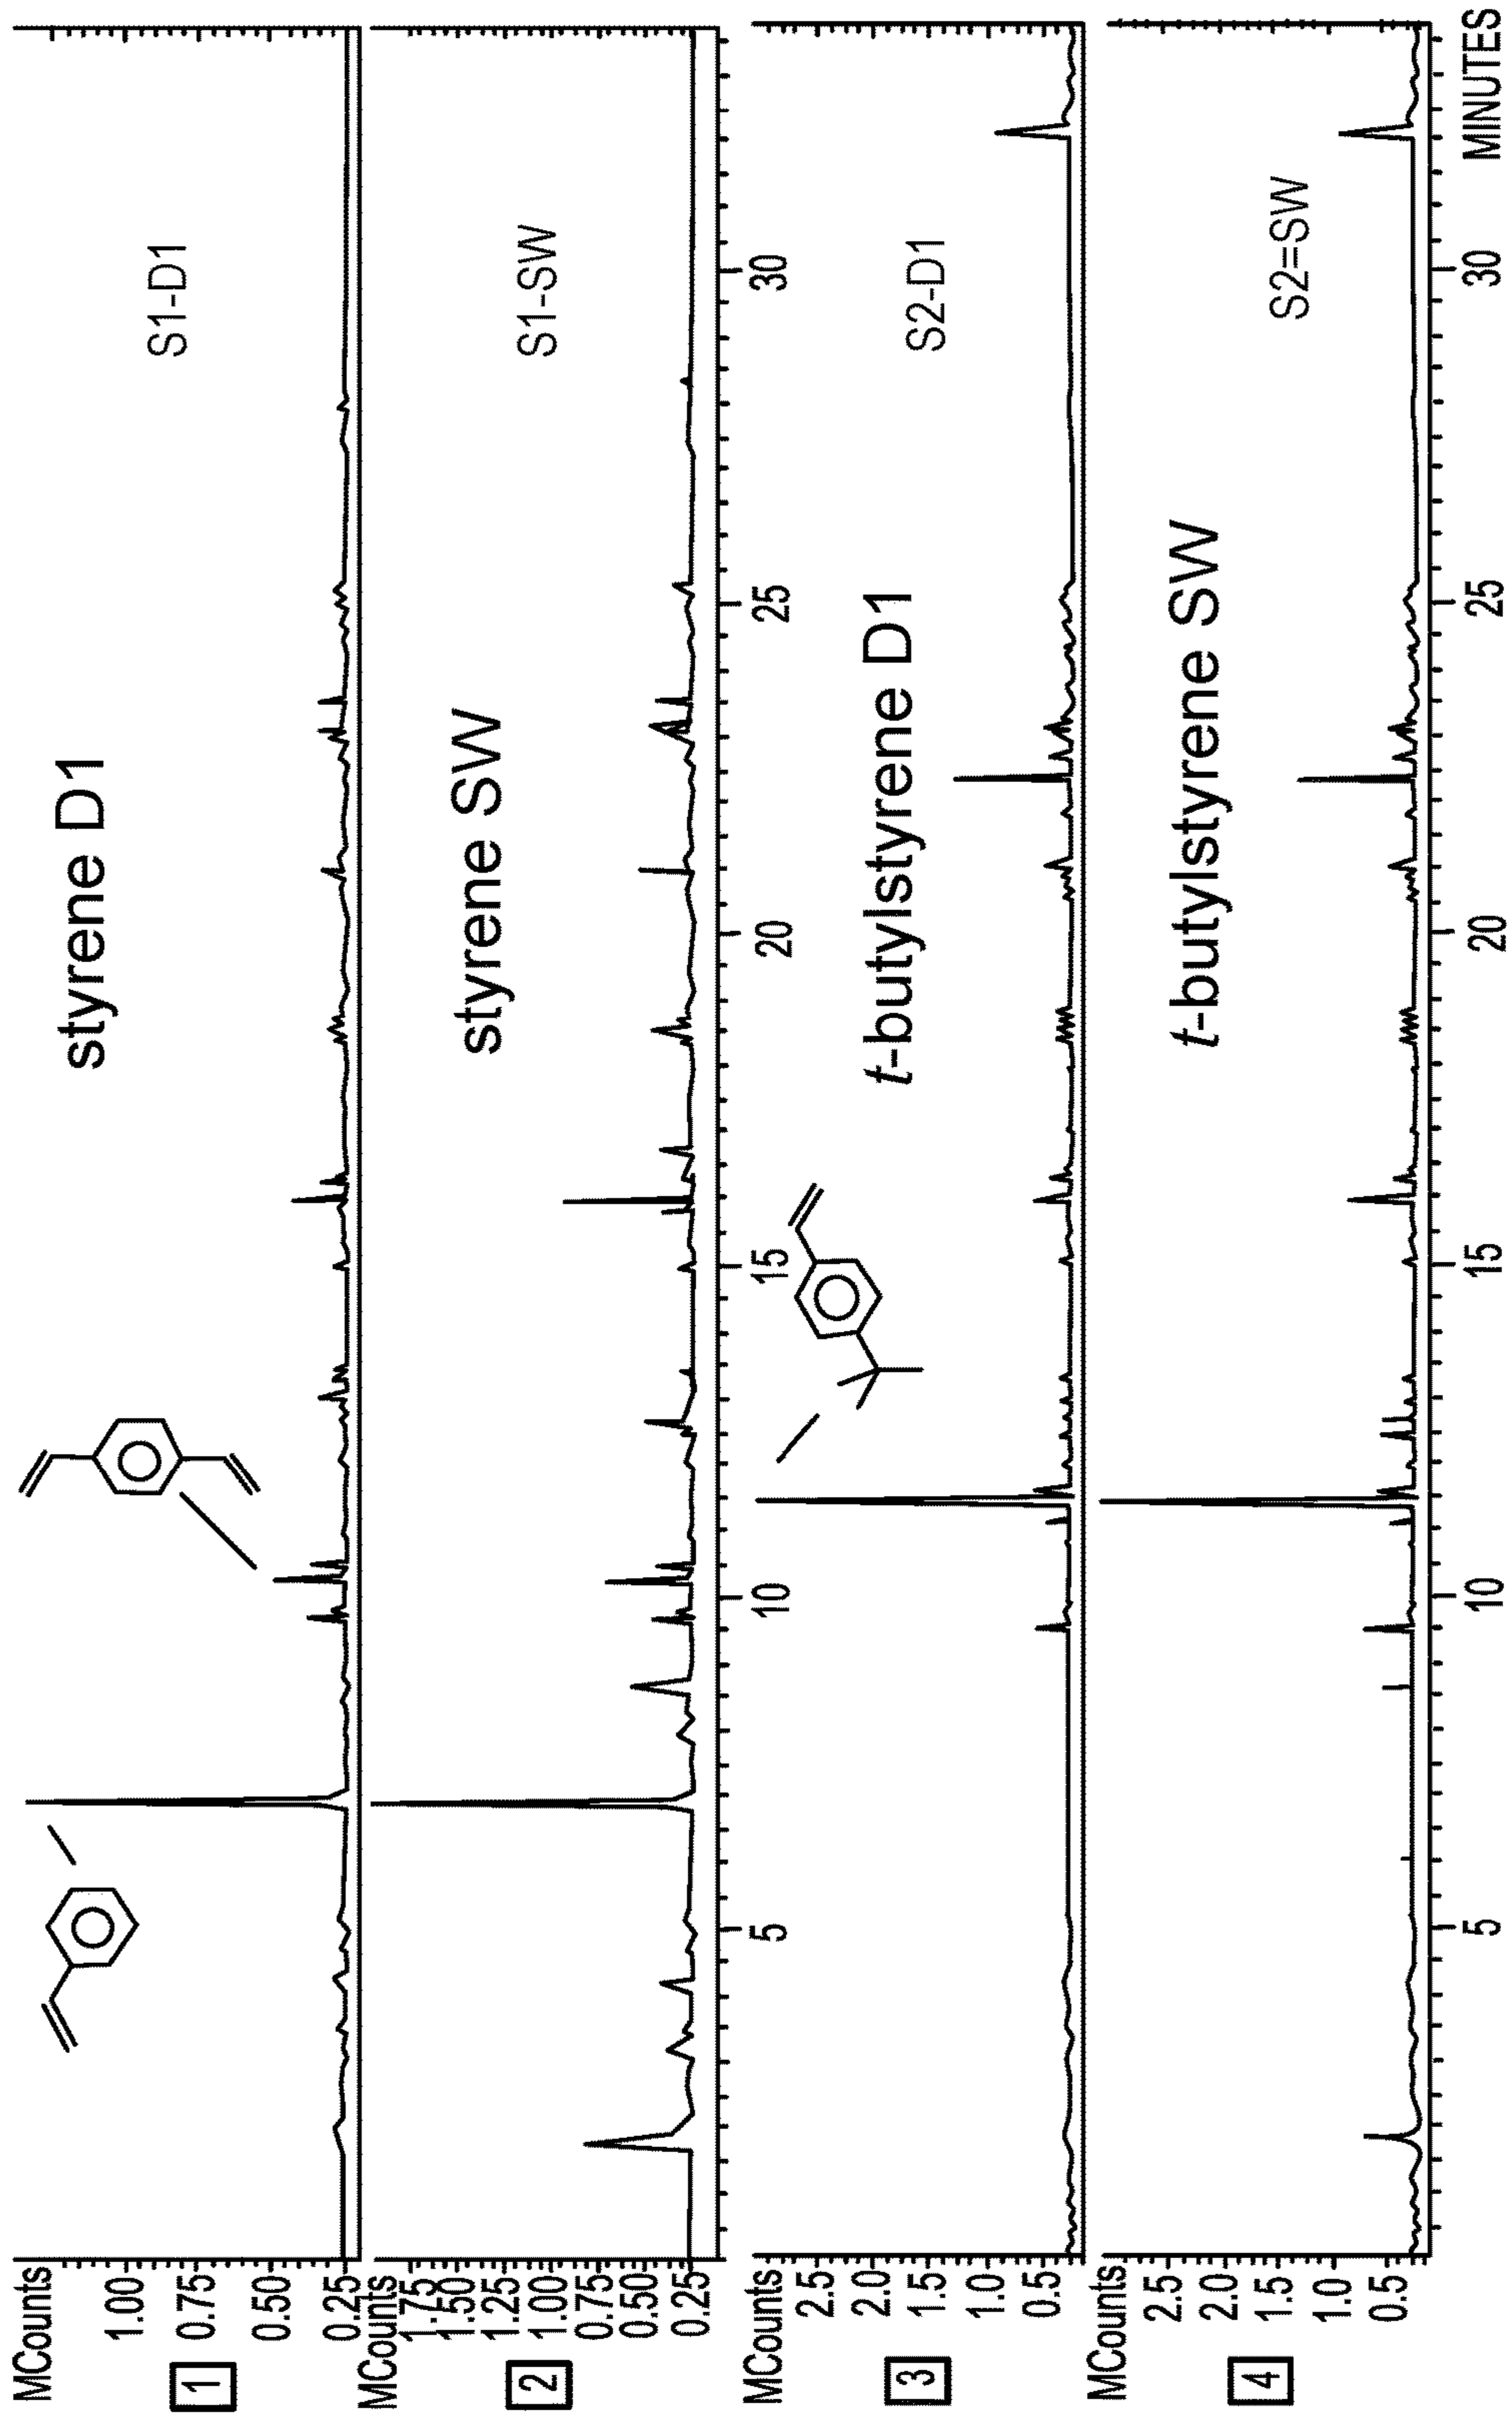 MCounts
1.00
0.75
0.50
0.25
1
styrene D1
S1-D1
MCounts
1.75
1.50
1.25
1.00
0.75
0.50
0.25
2
styrene SW
S1-SW
5
10
15
20
25
30
MCounts
2.5
2.0
1.5
1.0
0.5
3
t-butylstyrene D1
S2-D1
MCounts
2.5
2.0
1.5
1.0
0.5
4
t-butylstyrene SW
S2=SW
5
10
15
20
25
30
MINUTES